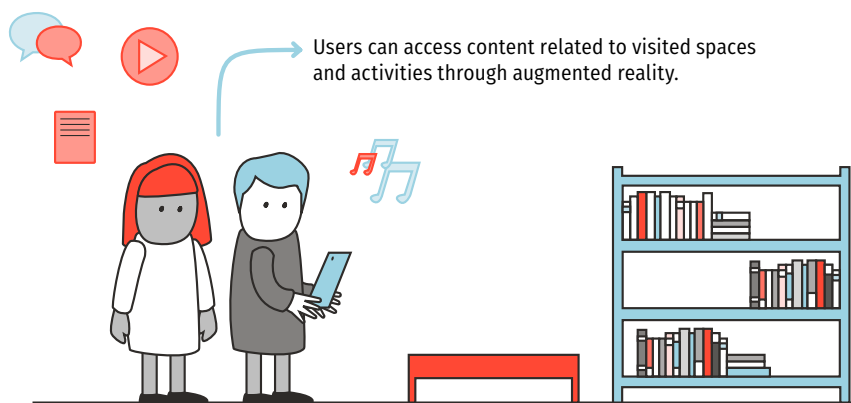 Users can access content related to visited spaces
and activities through augmented reality.